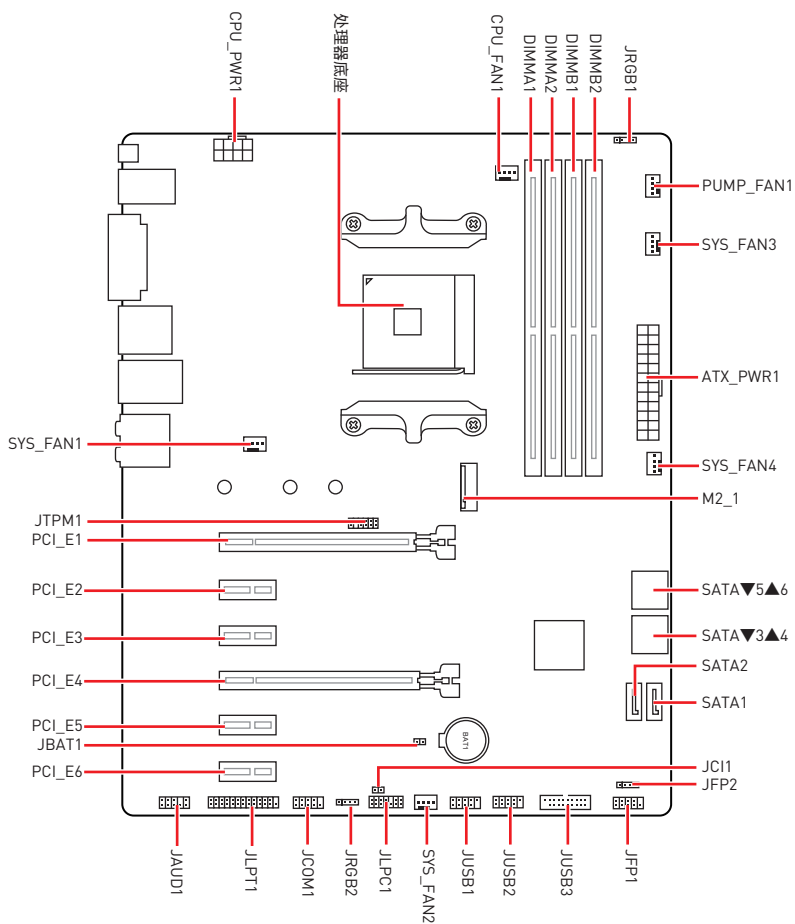 CPU_PWR1
处理器底座
CPU_FAN1
DIMMA1
DIMMA2
DIMMB1
DIMMB2
JRGB1
PUMP_FAN1
SYS_FAN3
ATX_PWR1
SYS_FAN1
SYS_FAN4
M2_1
JTPM1
PCI_E1
PCI_E2
SATA▼5▲6
PCI_E3
SATA▼3▲4
SATA2
PCI_E4
SATA1
PCI_E5
JBAT1
BAT1
PCI_E6
JCI1
JFP2
JAUD1
JLPT1
JCOM1
JRGB2
JLPC1
SYS_FAN2
JUSB1
JUSB2
JUSB3
JFP1